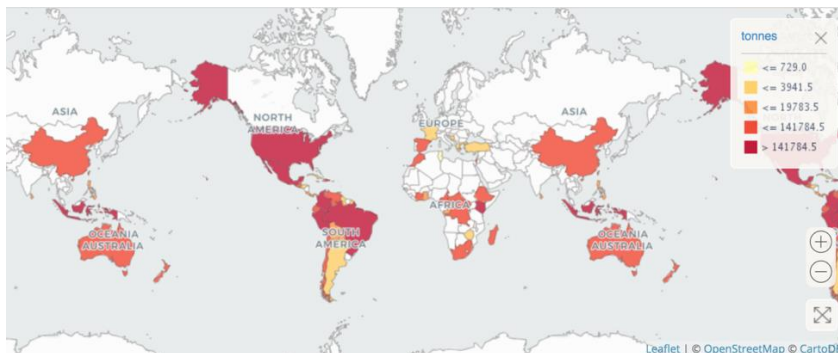 tonnes
<= 729.0
<= 3941.5
<= 19783.5
<= 141784.5
> 141784.5
ASIA
NORTH
AMERICA
EUROPE
ASIA
AFRICA
OCEANIA
AUSTRALIA
SOUTH
AMERICA
OCEANIA
AUSTRALIA
Leaflet | © OpenStreetMap © CartoD